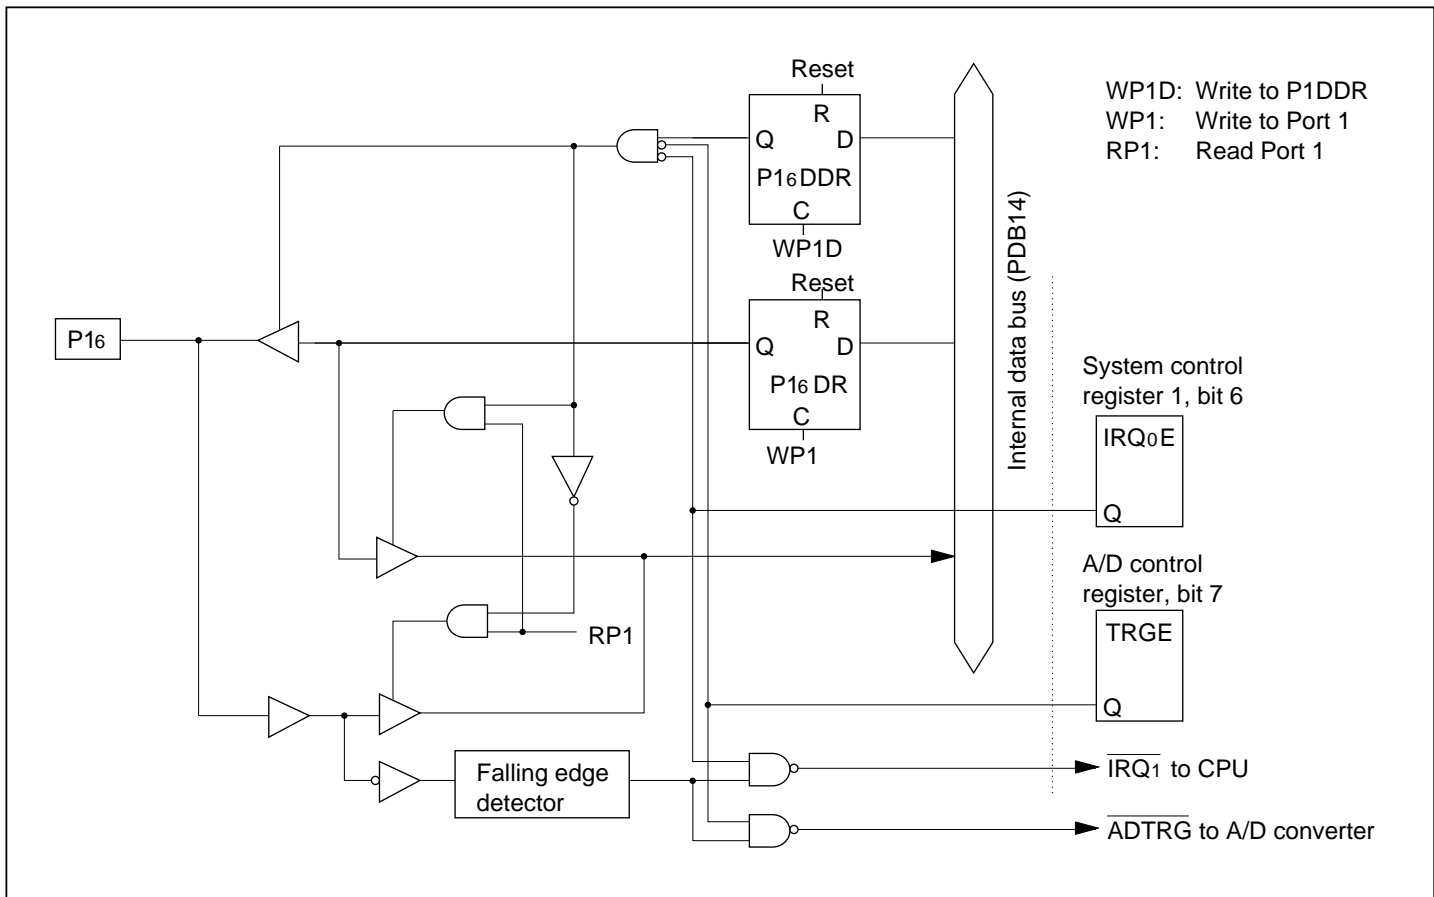 Reset
R
Q D
P16DDR
C
WP1D
WP1D: Write to P1DDR
WP1: Write to Port 1
RP1: Read Port 1
Internal data bus (PDB14)
Reset
R
Q D
P16 DR
C
WP1
P16
System control
register 1, bit 6
IRQ0E
Q
A/D control
register, bit 7
TRGE
Q
RP1
Falling edge
detector
IRQ1 to CPU
ADTRG to A/D converter